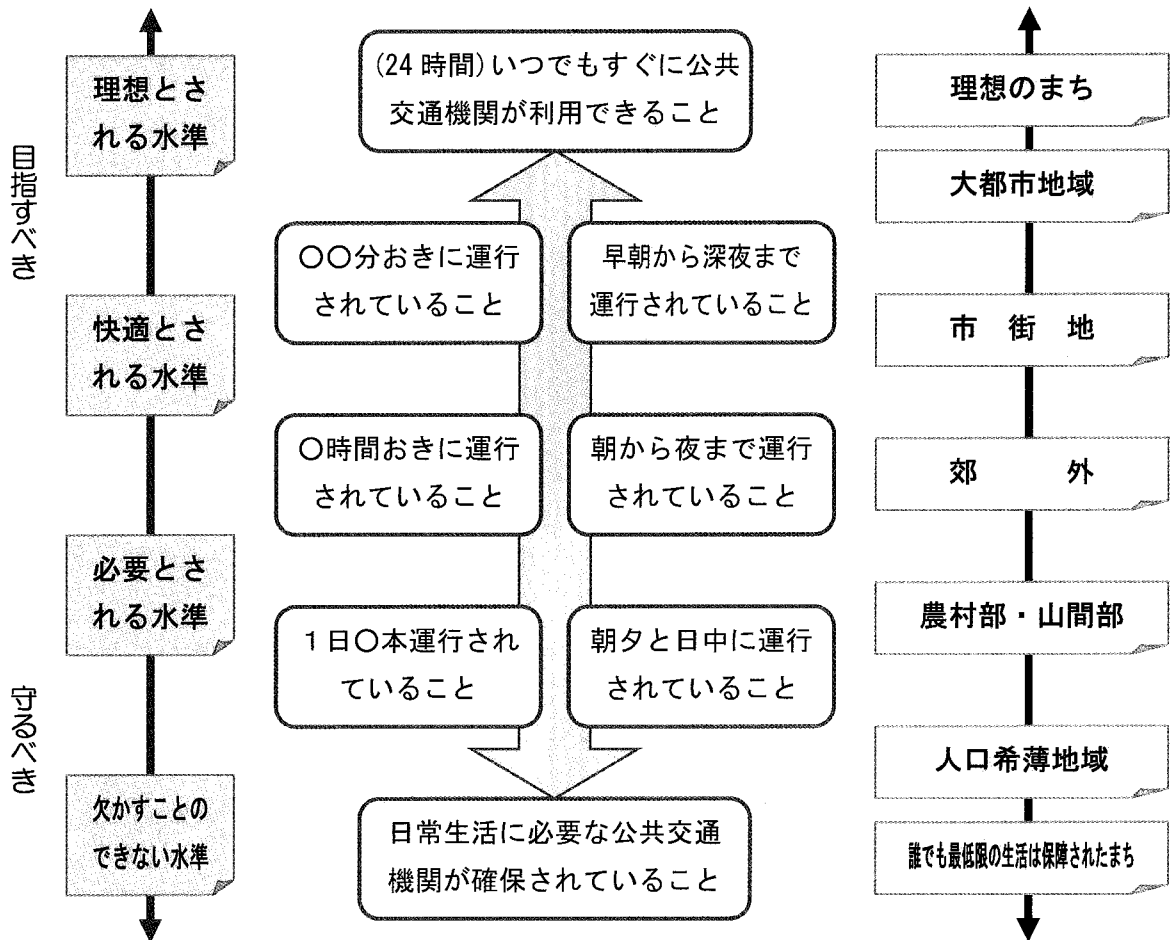 目指すべき
守るべき
理想とさ
れる水準
快適とさ
れる水準
必要とさ
れる水準
欠かすことの
できない水準
(24時間)いつでもすぐに公共
交通機関が利用できること
〇〇分おきに運行
されていること
早朝から深夜まで
運行されていること
〇時間おきに運行
されていること
朝から夜まで運行
されていること
1日〇本運行され
ていること
朝夕と日中に運行
されていること
日常生活に必要な公共交通
機関が確保されていること
理想のまち
大都市地域
市 街 地
郊 外
農村部・山間部
人口希薄地域
誰でも最低限の生活は保障されたまち